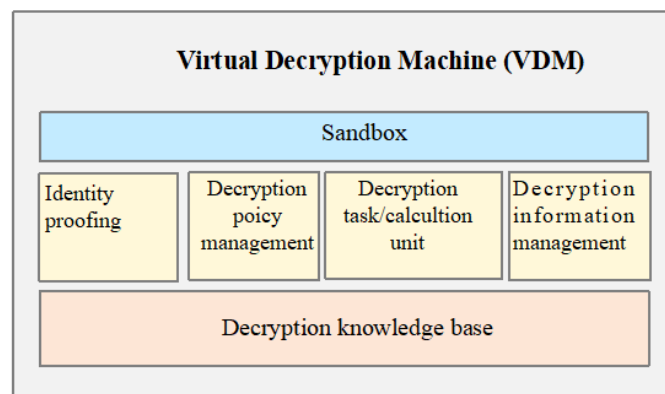 Virtual Decryption Machine (VDM)
Sandbox
Identity
proofing
Decryption
poicy
management
Decryption
task/calcultion
unit
Decryption
information
management
Decryption knowledge base